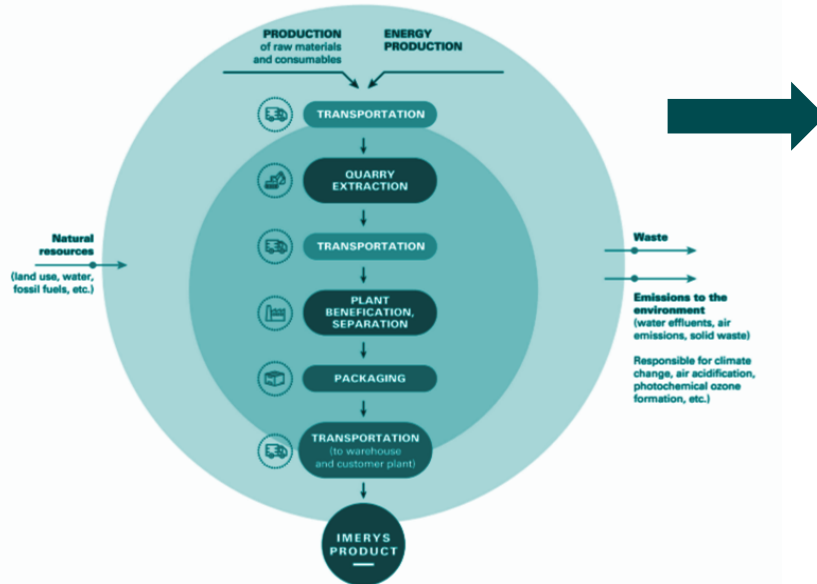 PRODUCTION
of raw materials
and consumables
ENERGY
PRODUCTION
TRANSPORTATION
QUARRY
EXTRACTION
TRANSPORTATION
Natural
resources
(land use, water,
fossil fuels, etc.)
Waste
PLANT
BENEFICATION,
SEPARATION
Emissions to the
environment
(water effluents, air
emissions, solid waste)
Responsible for climate
change, air acidification,
photochemical ozone
formation, etc.)
PACKAGING
TRANSPORTATION
(to warehouse
and customer plant)
IMERYS
PRODUCT